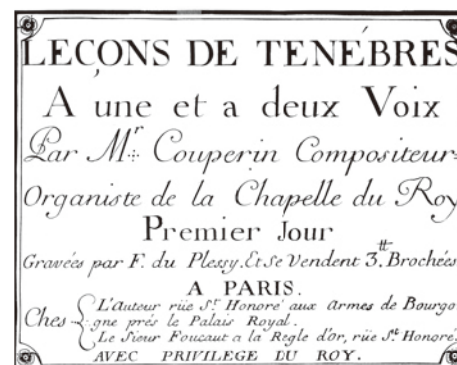 LEÇONS DE TENÉBRES
A une et a deux Voix
Par Mr. Couperin Compositeur-
Organiste de la Chapelle du Roy
Premier Jour
Gravées par F. du Plessy. Et se Vendent 3.tt Brochées
A PARIS.
Ches L'Auteur rüe St. Honoré aux armes de Bourgo-
gne prés le Palais Royal.
Le Sieur Foucaut a la Regle d'or, rüe St. Honoré.
AVEC PRIVILEGE DU ROY.